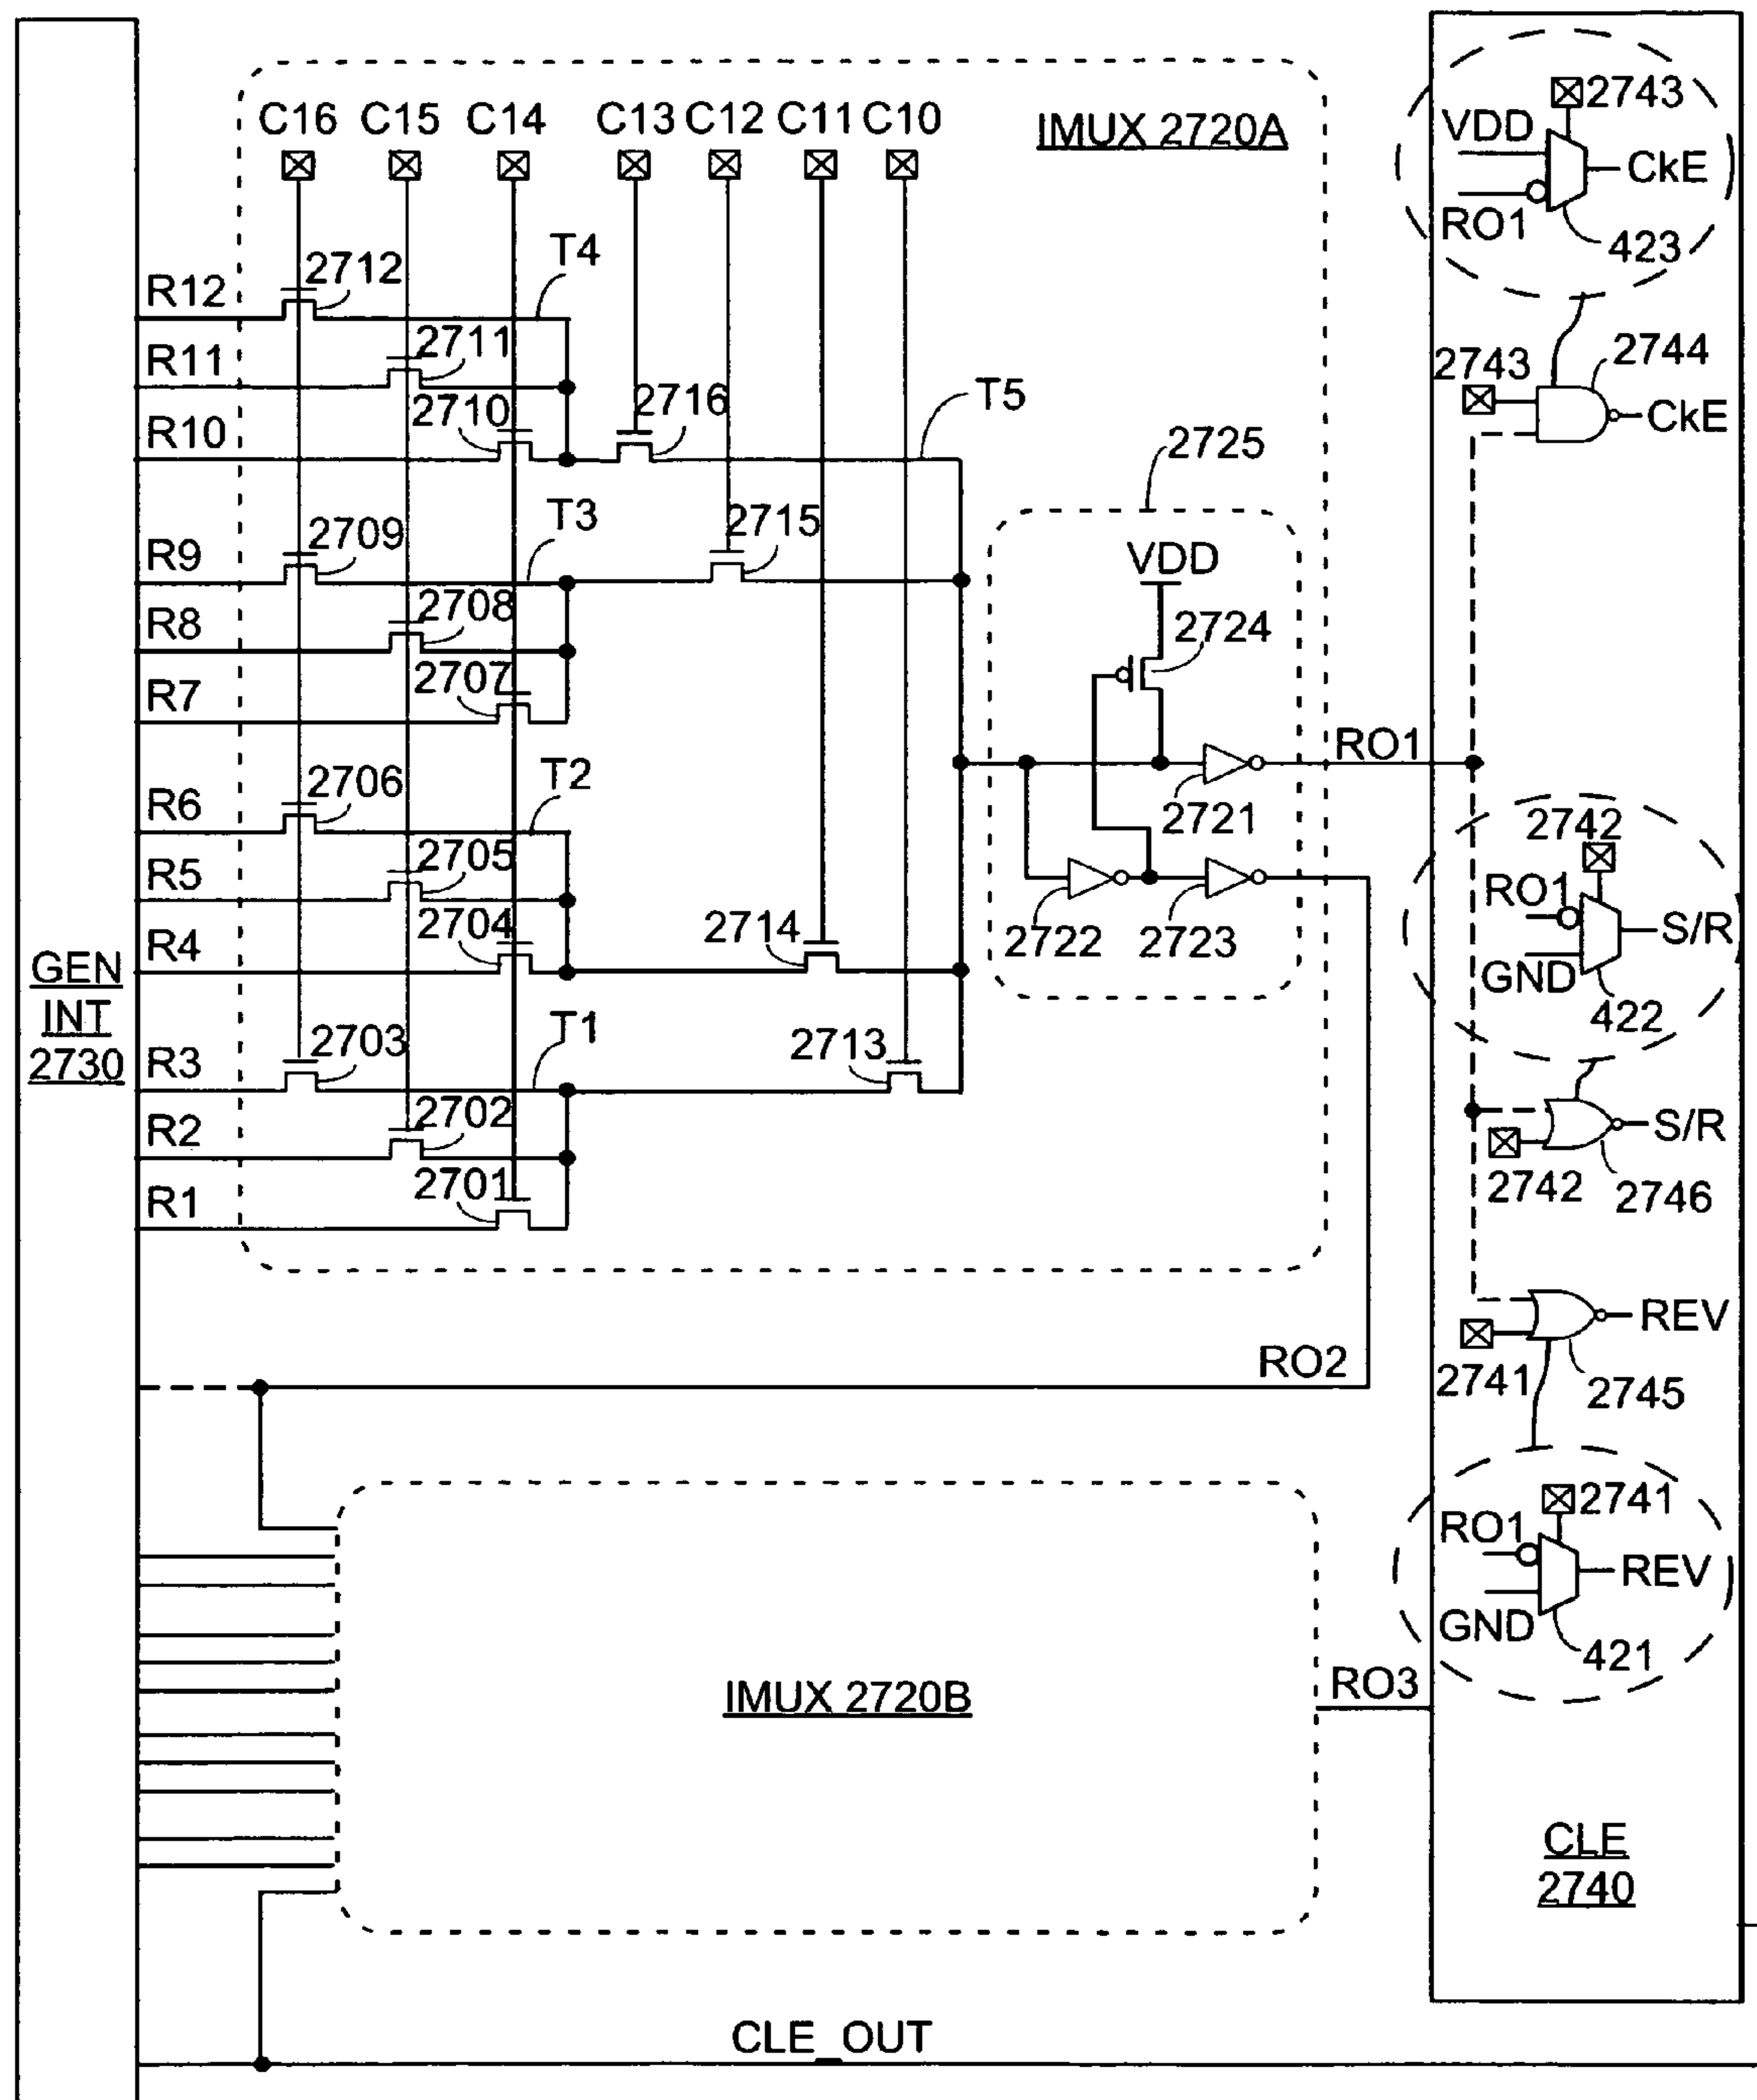 GEN
INT
2730
IMUX 2720A
C16 C15 C14 C13 C12 C11 C10
R12
2712
T4
R11
2711
R10
2710
2716
T5
R9
2709
T3
2715
R8
2708
R7
2707
R6
2706
T2
R5
2705
R4
2704
2714
R3
2703
T1
2713
R2
2702
R1
2701
2725
VDD
2724
2721
2722
2723
RO1
RO2
IMUX 2720B
RO3
CLE_OUT
2743
VDD
CkE
RO1
423
2743
2744
CkE
2742
RO1
S/R
GND
422
S/R
2742
2746
REV
2741
2745
2741
RO1
REV
GND
421
CLE
2740